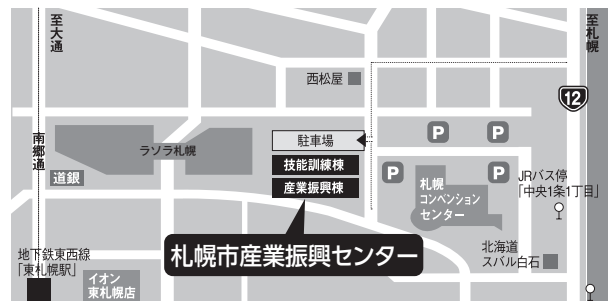 至大通
至札幌
西松屋
12
駐車場
P
P
南郷通
ラソラ札幌
技能訓練棟
道銀
産業振興棟
P
P
札幌
コンベンション
センター
JRバス停
「中央1条1丁目」
札幌市産業振興センター
地下鉄東西線
「東札幌駅」
イオン
東札幌店
北海道
スバル白石